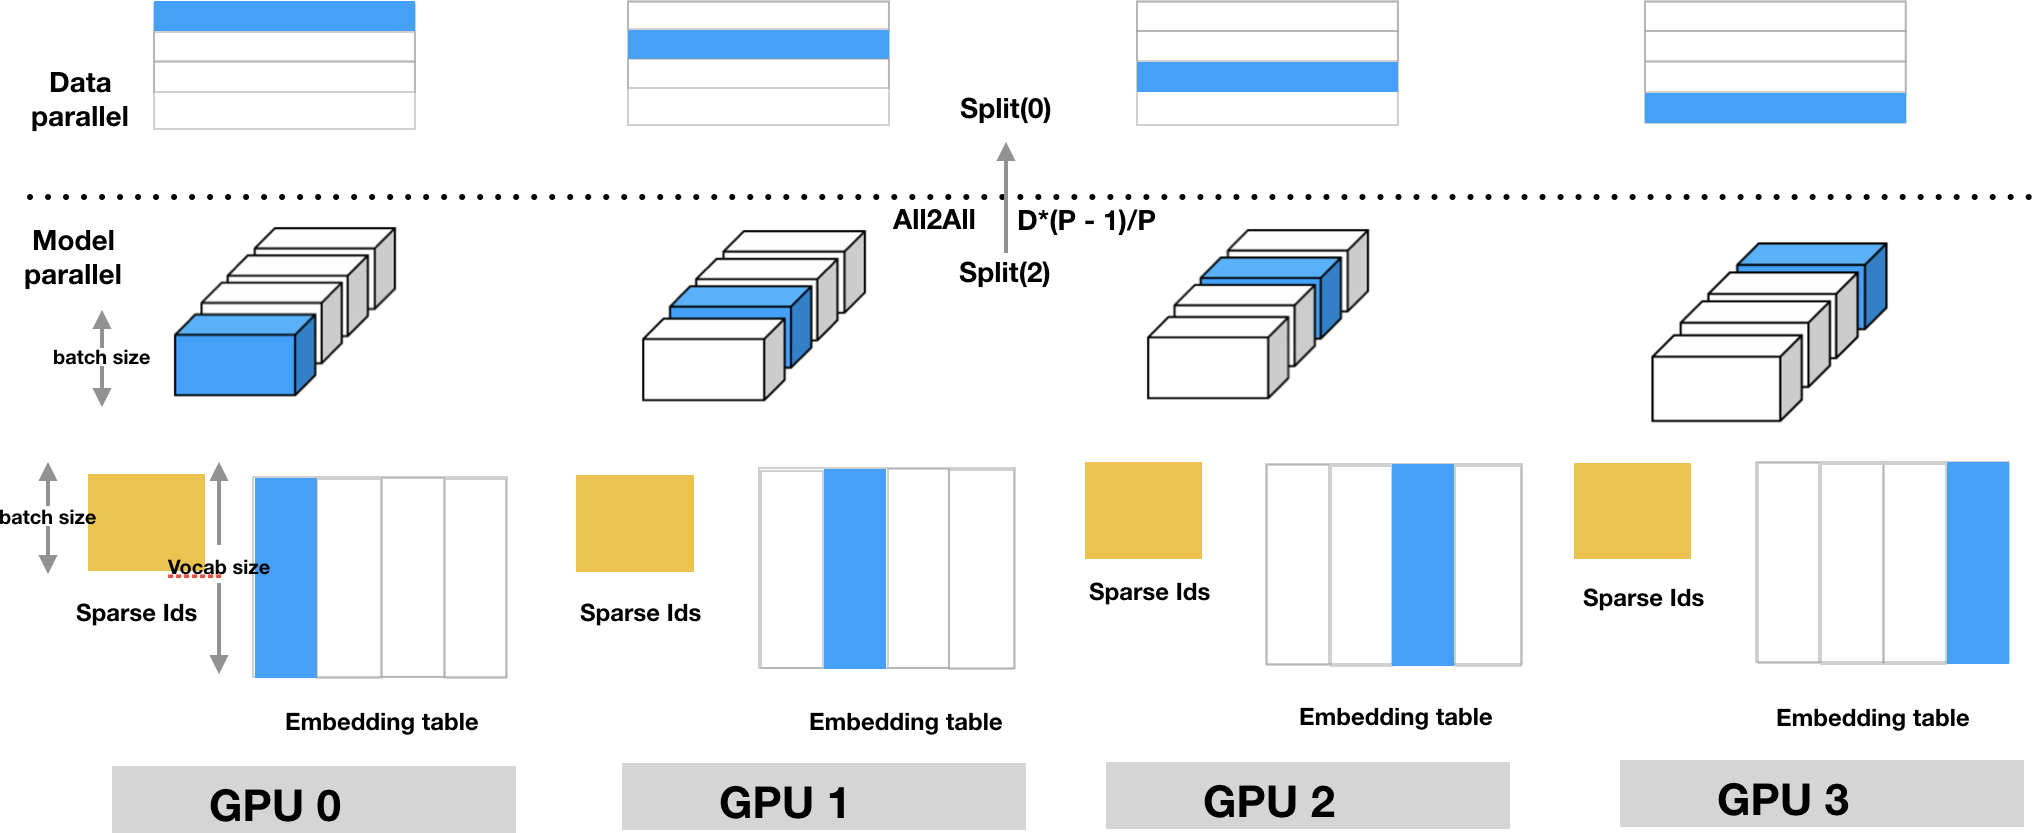 Data
parallel
Split(0)
All2All
D*(P - 1)/P
Split(2)
Model
parallel
batch size
batch size
Vocab size
Sparse Ids
Sparse Ids
Sparse Ids
Sparse Ids
Embedding table
Embedding table
Embedding table
Embedding table
GPU 0
GPU 1
GPU 2
GPU 3